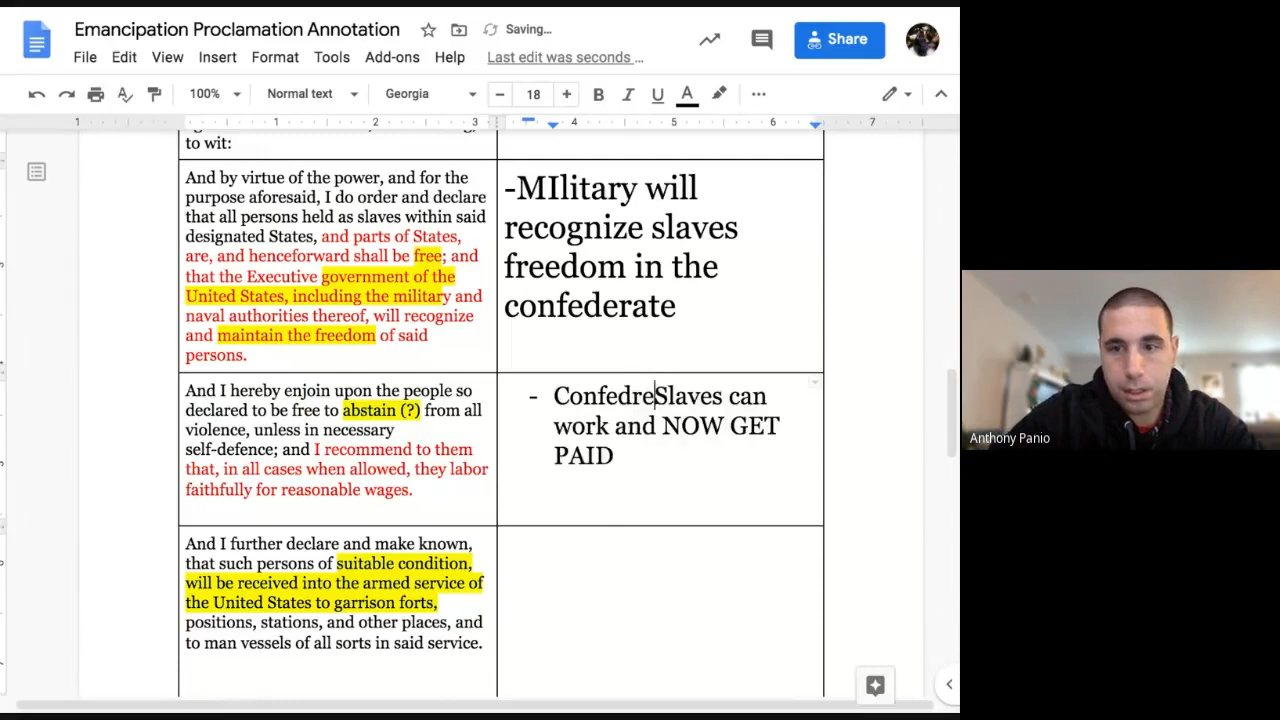 Emancipation Proclamation Annotation
Saving...
File Edit View Insert Format Tools Add-ons Help Last edit was seconds ...
Share
100% Normal text Georgia 18 B I U A
1 1 2 3 4 5 6 7
to wit:
And by virtue of the power, and for the
purpose aforesaid, I do order and declare
that all persons held as slaves within said
designated States, and parts of States,
are, and henceforward shall be free; and
that the Executive government of the
United States, including the military and
naval authorities thereof, will recognize
and maintain the freedom of said
persons.
-MIlitary will
recognize slaves
freedom in the
confederate
And I hereby enjoin upon the people so
declared to be free to abstain (?) from all
violence, unless in necessary
self-defence; and I recommend to them
that, in all cases when allowed, they labor
faithfully for reasonable wages.
- ConfedreSlaves can
work and NOW GET
PAID
And I further declare and make known,
that such persons of suitable condition,
will be received into the armed service of
the United States to garrison forts,
positions, stations, and other places, and
to man vessels of all sorts in said service.
Anthony Panio